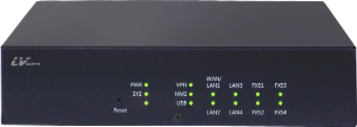 WAN/
PWR VPN LAN1 LAN3 FXS1 FXS3
SYS NMS
Reset USB LAN2 LAN4 FXS2 FXS4